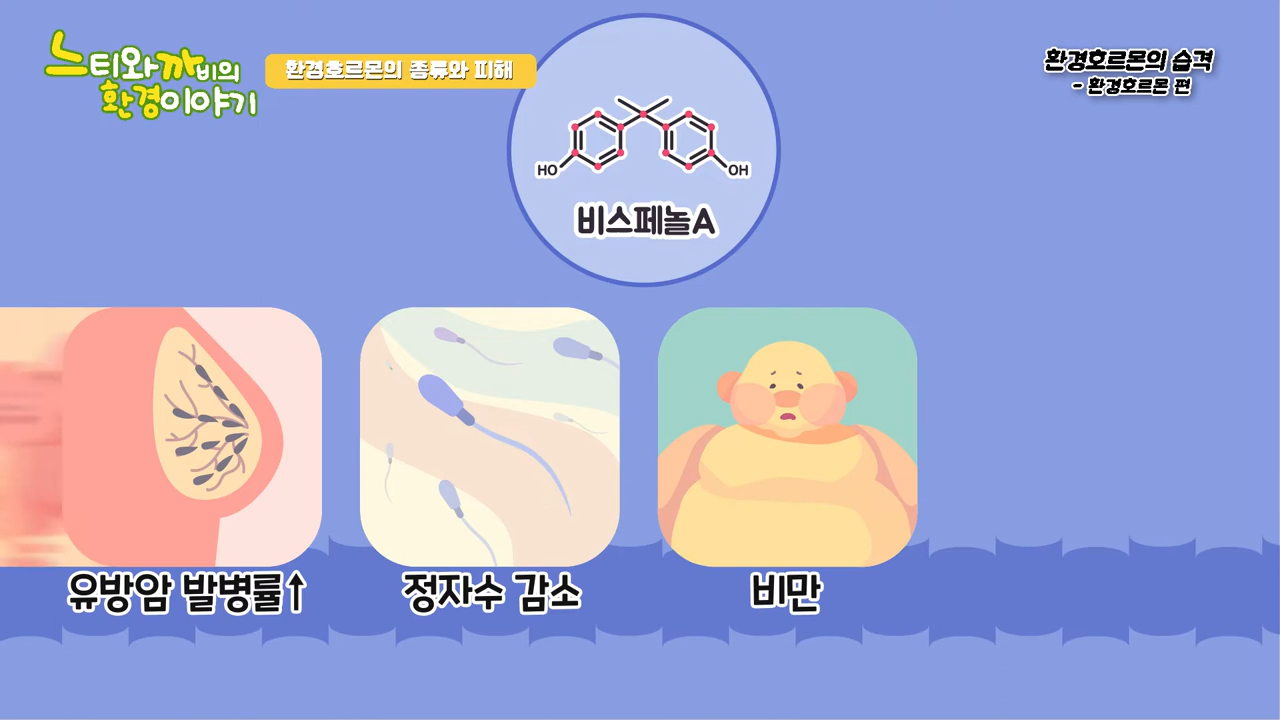 느티와까비의
환경이야기
환경호르몬의 종류와 피해
환경호르몬의 습격
- 환경호르몬 편
HO
OH
비스페놀A
유방암 발병률↑
정자수 감소
비만